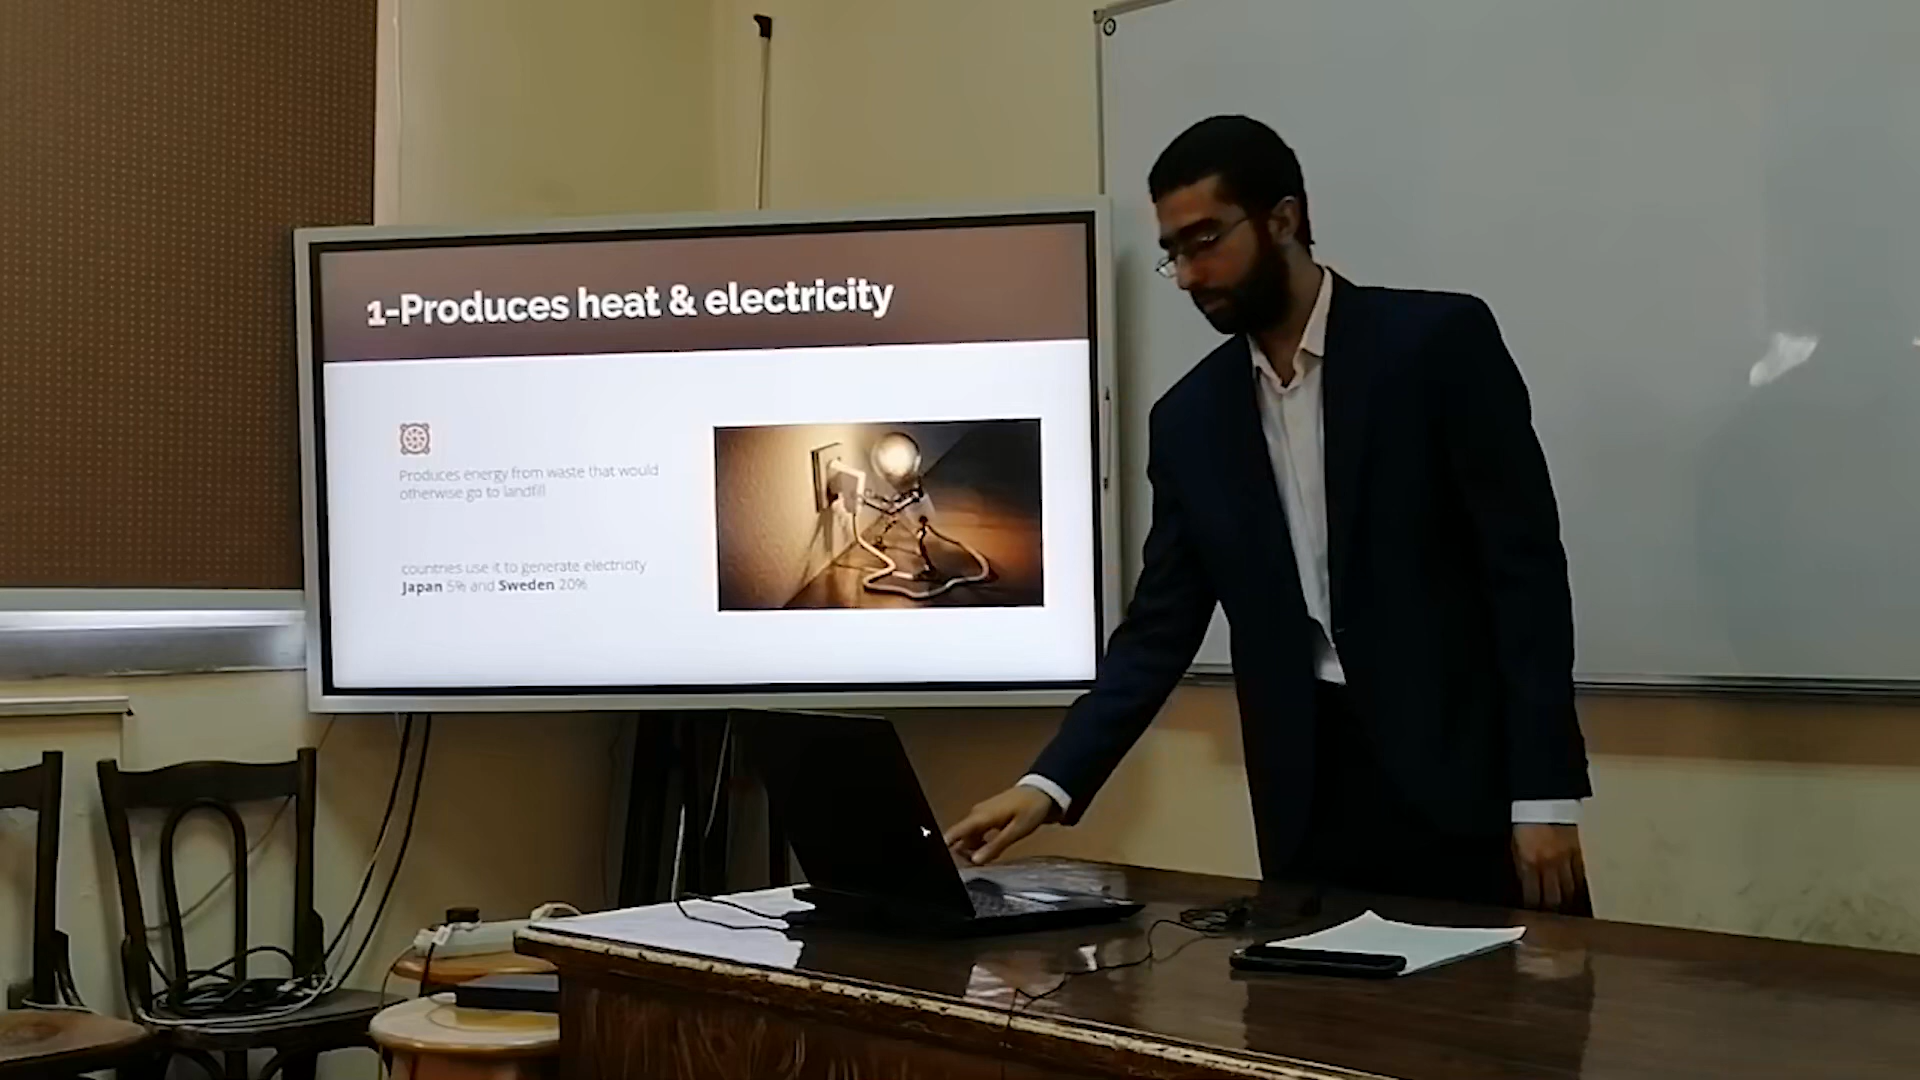 1-Produces heat & electricity
Produces energy from waste that would
otherwise go to landfill
countries use it to generate electricity
Japan 5% and Sweden 20%